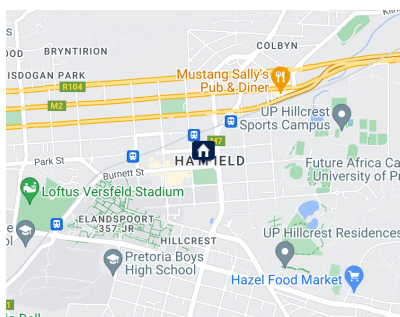 COLBYN
BRYNTIRION
OOD
ISDOGAN PARK
R104
Mustang Sally's
Pub & Diner
M2
UP Hillcrest
Sports Campus
M7
Park St
Burnett St
Future Africa Ca
University of Pr
Loftus Versfeld Stadium
ELANDSPOORT
357-JR
HILLCREST
UP Hillcrest Residences
Pretoria Boys
High School
Hazel Food Market